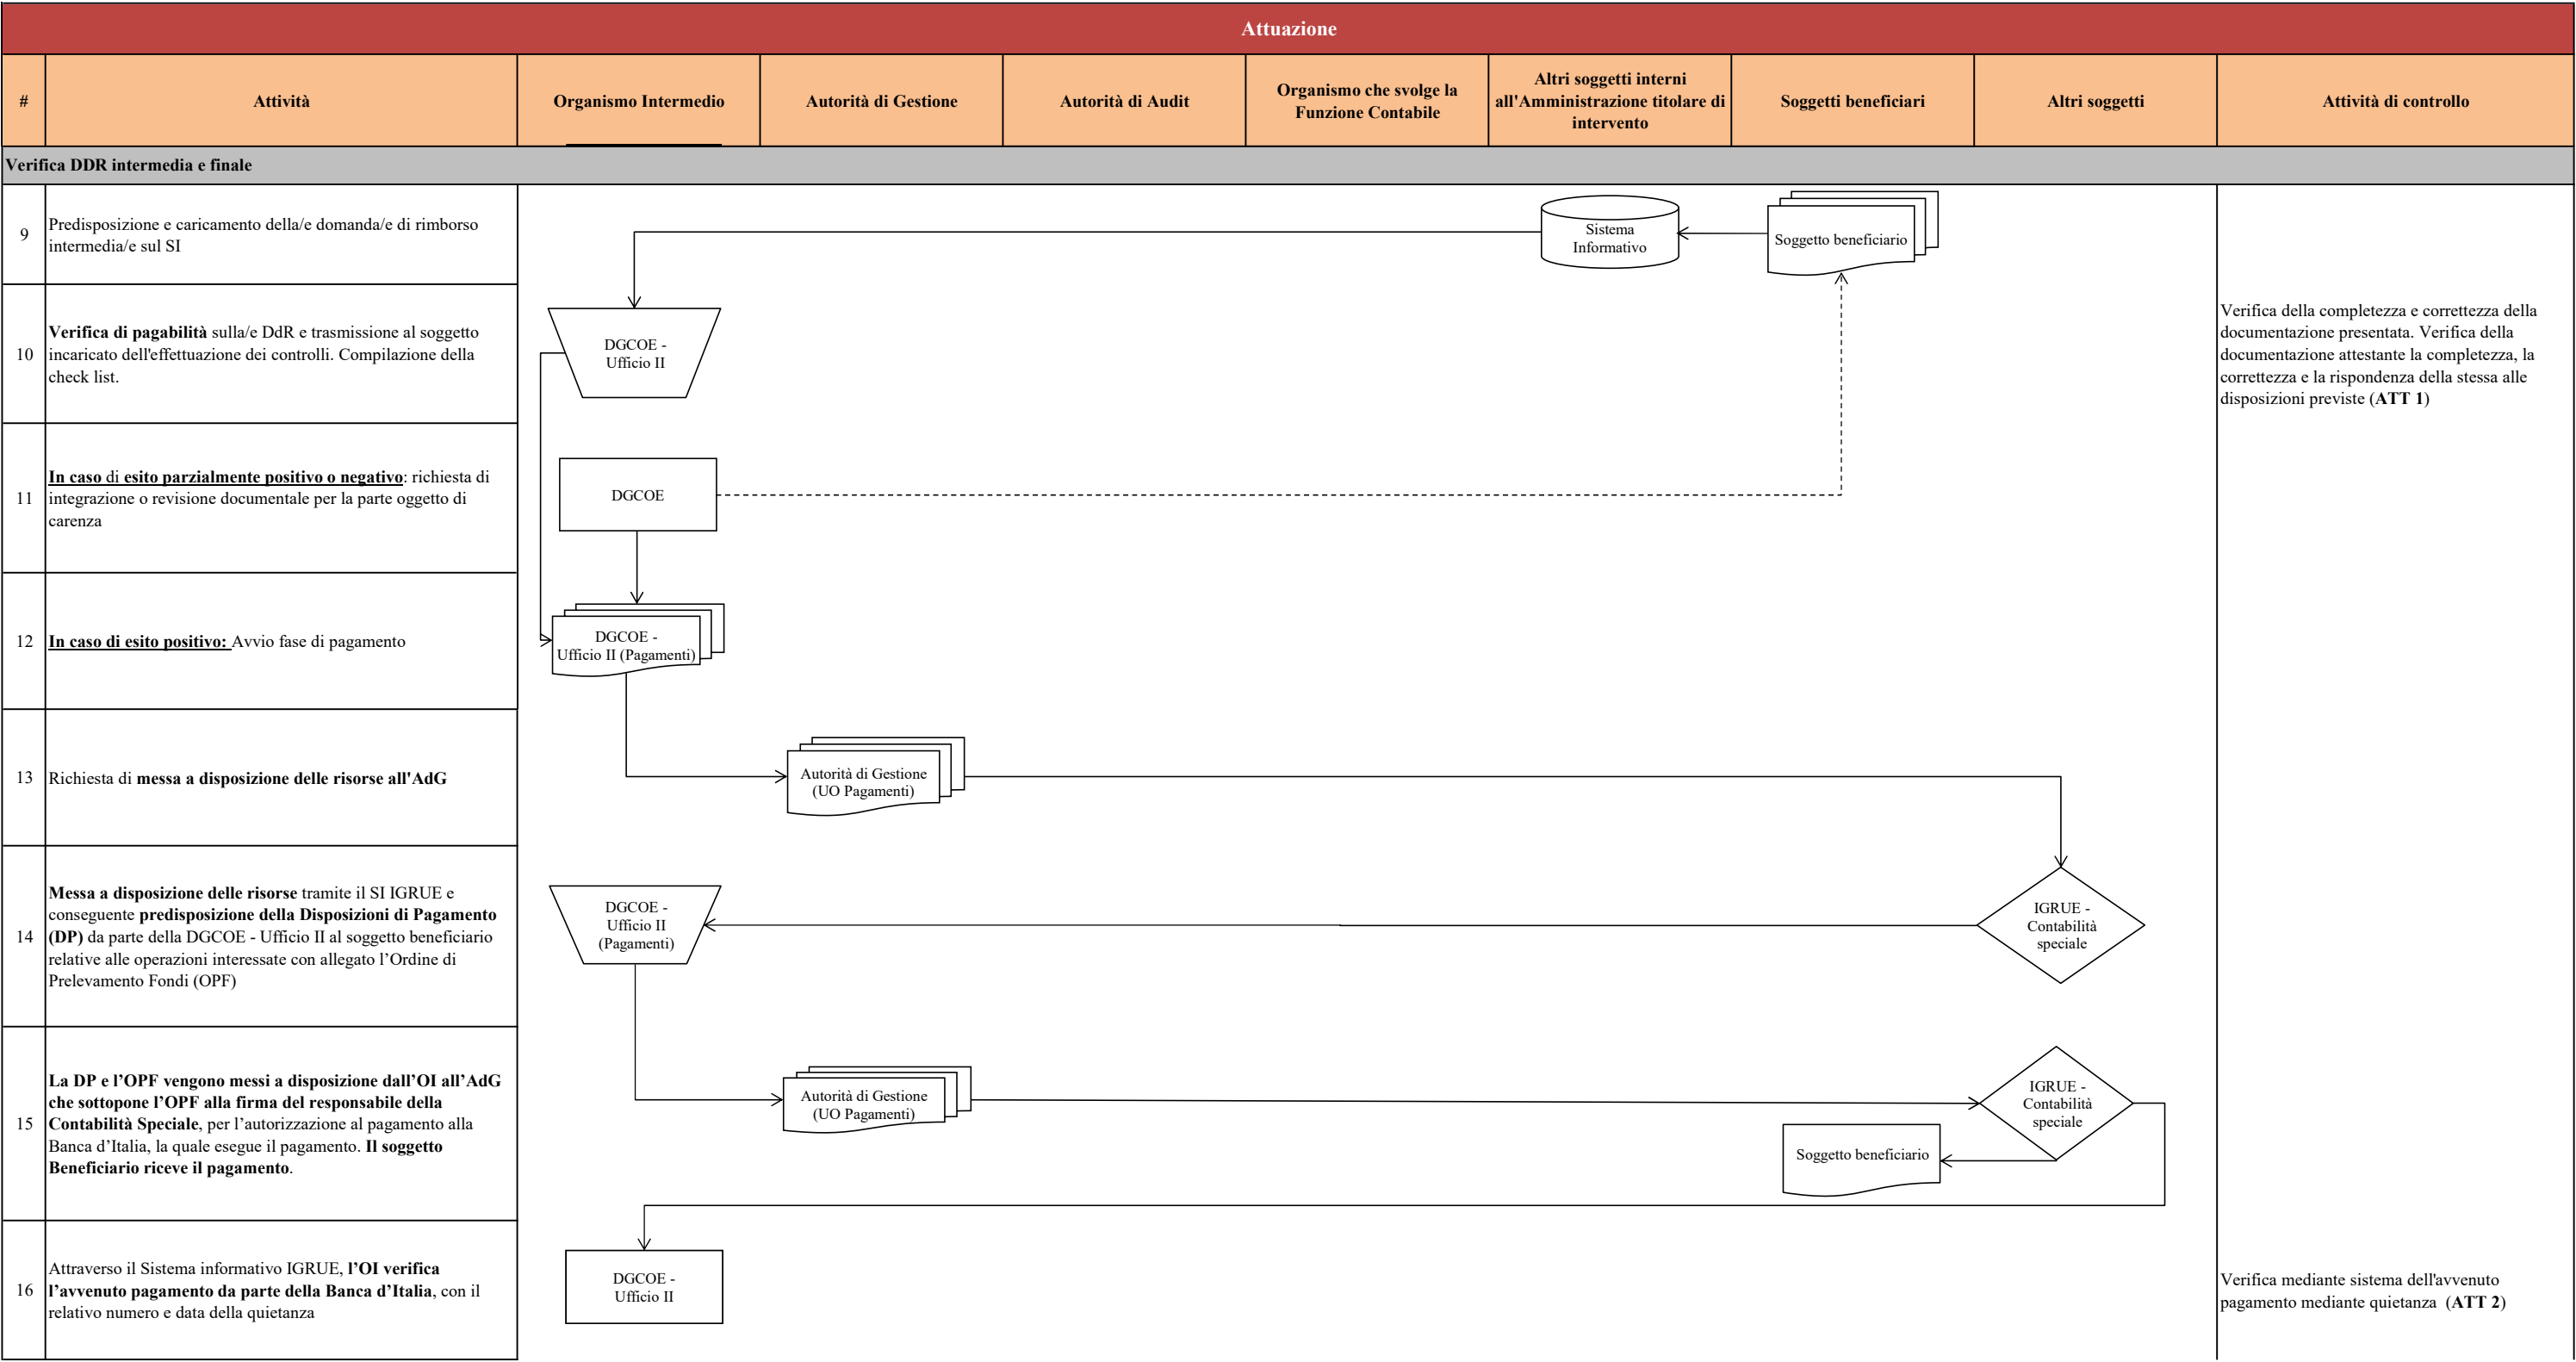 Attuazione
#
Attività
Organismo Intermedio
Autorità di Gestione
Autorità di Audit
Organismo che svolge la
Funzione Contabile
Altri soggetti interni
all'Amministrazione titolare di
intervento
Soggetti beneficiari
Altri soggetti
Attività di controllo
Verifica DDR intermedia e finale
9
Predisposizione e caricamento della/e domanda/e di rimborso
intermedia/e sul SI
Sistema
Informativo
Soggetto beneficiario
10
Verifica di pagabilità sulla/e DdR e trasmissione al soggetto
incaricato dell'effettuazione dei controlli. Compilazione della
check list.
DGCOE -
Ufficio II
Verifica della completezza e correttezza della
documentazione presentata. Verifica della
documentazione attestante la completezza, la
correttezza e la rispondenza della stessa alle
disposizioni previste (ATT 1)
11
In caso di esito parzialmente positivo o negativo: richiesta di
integrazione o revisione documentale per la parte oggetto di
carenza
DGCOE
12
In caso di esito positivo: Avvio fase di pagamento
DGCOE -
Ufficio II (Pagamenti)
13
Richiesta di messa a disposizione delle risorse all'AdG
Autorità di Gestione
(UO Pagamenti)
14
Messa a disposizione delle risorse tramite il SI IGRUE e
conseguente predisposizione della Disposizioni di Pagamento
(DP) da parte della DGCOE - Ufficio II al soggetto beneficiario
relative alle operazioni interessate con allegato l’Ordine di
Prelevamento Fondi (OPF)
DGCOE -
Ufficio II
(Pagamenti)
IGRUE -
Contabilità
speciale
15
La DP e l’OPF vengono messi a disposizione dall’OI all’AdG
che sottopone l’OPF alla firma del responsabile della
Contabilità Speciale, per l’autorizzazione al pagamento alla
Banca d’Italia, la quale esegue il pagamento. Il soggetto
Beneficiario riceve il pagamento.
Autorità di Gestione
(UO Pagamenti)
IGRUE -
Contabilità
speciale
Soggetto beneficiario
16
Attraverso il Sistema informativo IGRUE, l’OI verifica
l’avvenuto pagamento da parte della Banca d’Italia, con il
relativo numero e data della quietanza
DGCOE -
Ufficio II
Verifica mediante sistema dell'avvenuto
pagamento mediante quietanza (ATT 2)